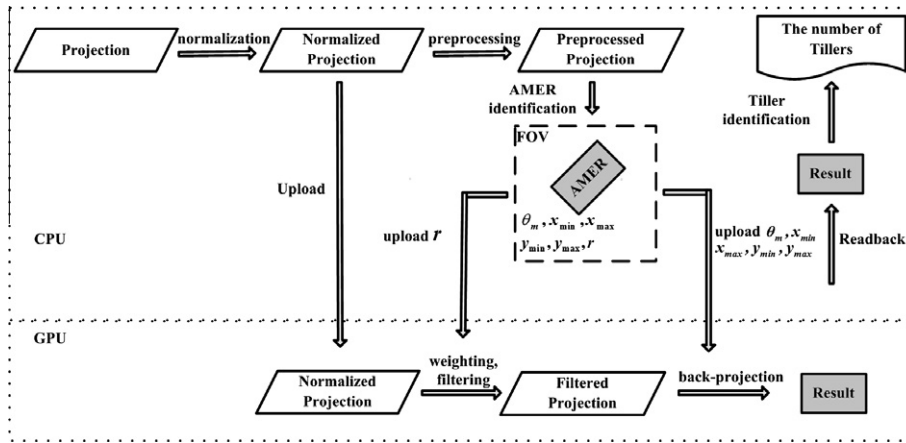 Projection
normalization
Normalized
Projection
preprocessing
Preprocessed
Projection
The number of
Tillers
AMER
identification
Tiller
identification
FOV
AMER
θm, xmin, xmax
ymin, ymax, r
Result
Upload
upload r
upload θm, xmin
xmax, ymin, ymax
Readback
CPU
GPU
Normalized
Projection
weighting,
filtering
Filtered
Projection
back-projection
Result